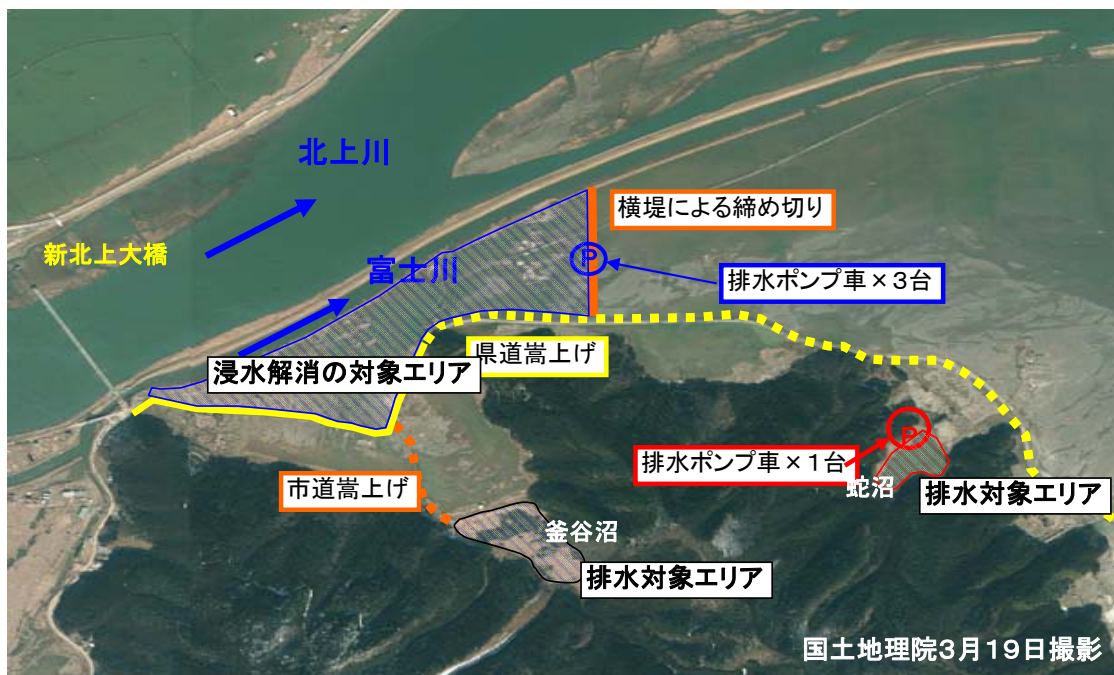 北上川
新北上大橋
富士川
横堤による締め切り
P
排水ポンプ車×3台
県道嵩上げ
浸水解消の対象エリア
P
排水ポンプ車×1台
蛇沼
排水対象エリア
市道嵩上げ
釜谷沼
排水対象エリア
国土地理院3月19日撮影